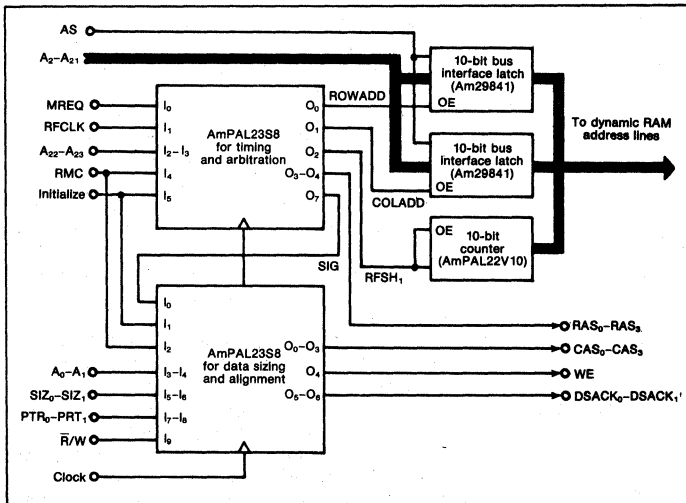 AS
A₂–A₂₁
MREQ
RFCLK
A₂₂–A₂₃
RMC
Initialize
I₀
I₁
I₂–I₃
I₄
I₅
AmPAL23S8
for timing
and arbitration
O₀
O₁
O₂
O₃–O₄
O₇
ROWADD
COLADD
RFSH₁
SIG
10-bit bus
interface latch
(Am29841)
OE
10-bit bus
interface latch
(Am29841)
OE
OE
10-bit
counter
(AmPAL22V10)
To dynamic RAM
address lines
I₀
I₁
I₂
I₃–I₄
I₅–I₆
I₇–I₈
I₉
AmPAL23S8
for data sizing
and alignment
O₀–O₃
O₄
O₅–O₆
A₀–A₁
SIZ₀–SIZ₁
PTR₀–PRT₁
R̅/W
Clock
RAS₀–RAS₃
CAS₀–CAS₃
WE
DSACK₀–DSACK₁